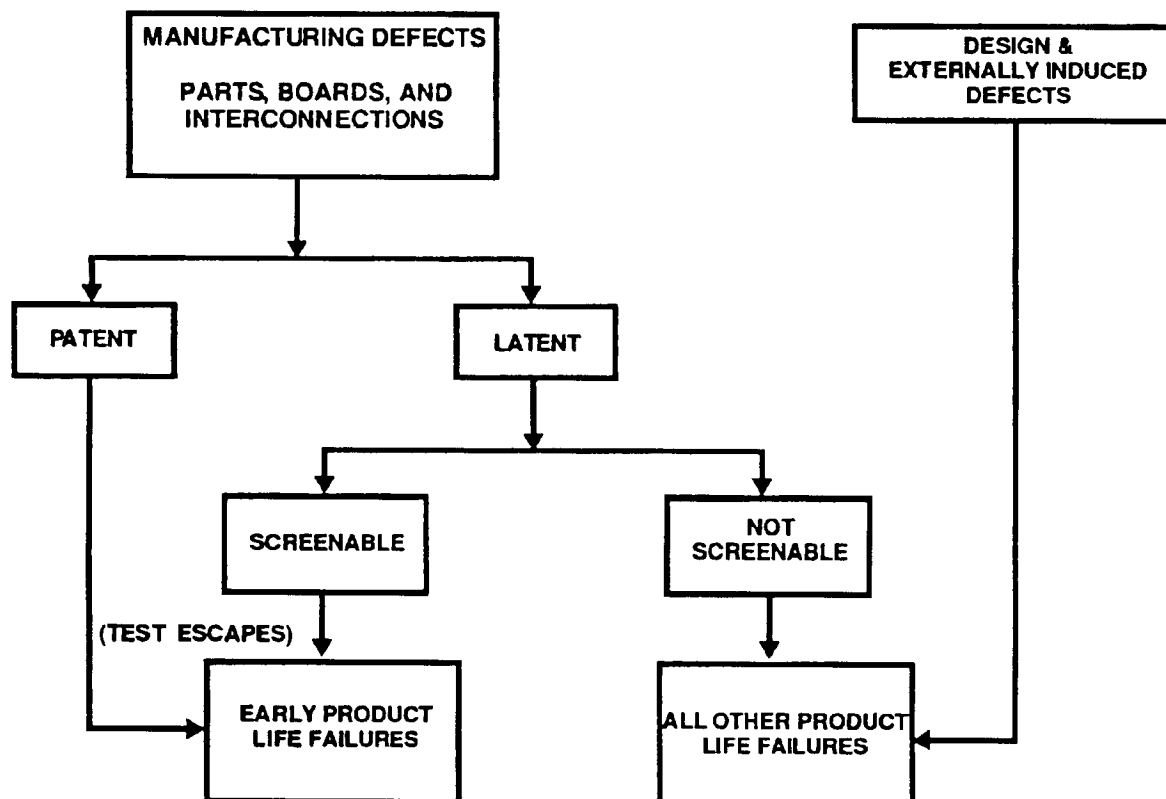 MANUFACTURING DEFECTS
PARTS, BOARDS, AND
INTERCONNECTIONS
DESIGN &
EXTERNALLY INDUCED
DEFECTS
PATENT
LATENT
SCREENABLE
NOT
SCREENABLE
(TEST ESCAPES)
EARLY PRODUCT
LIFE FAILURES
ALL OTHER PRODUCT
LIFE FAILURES